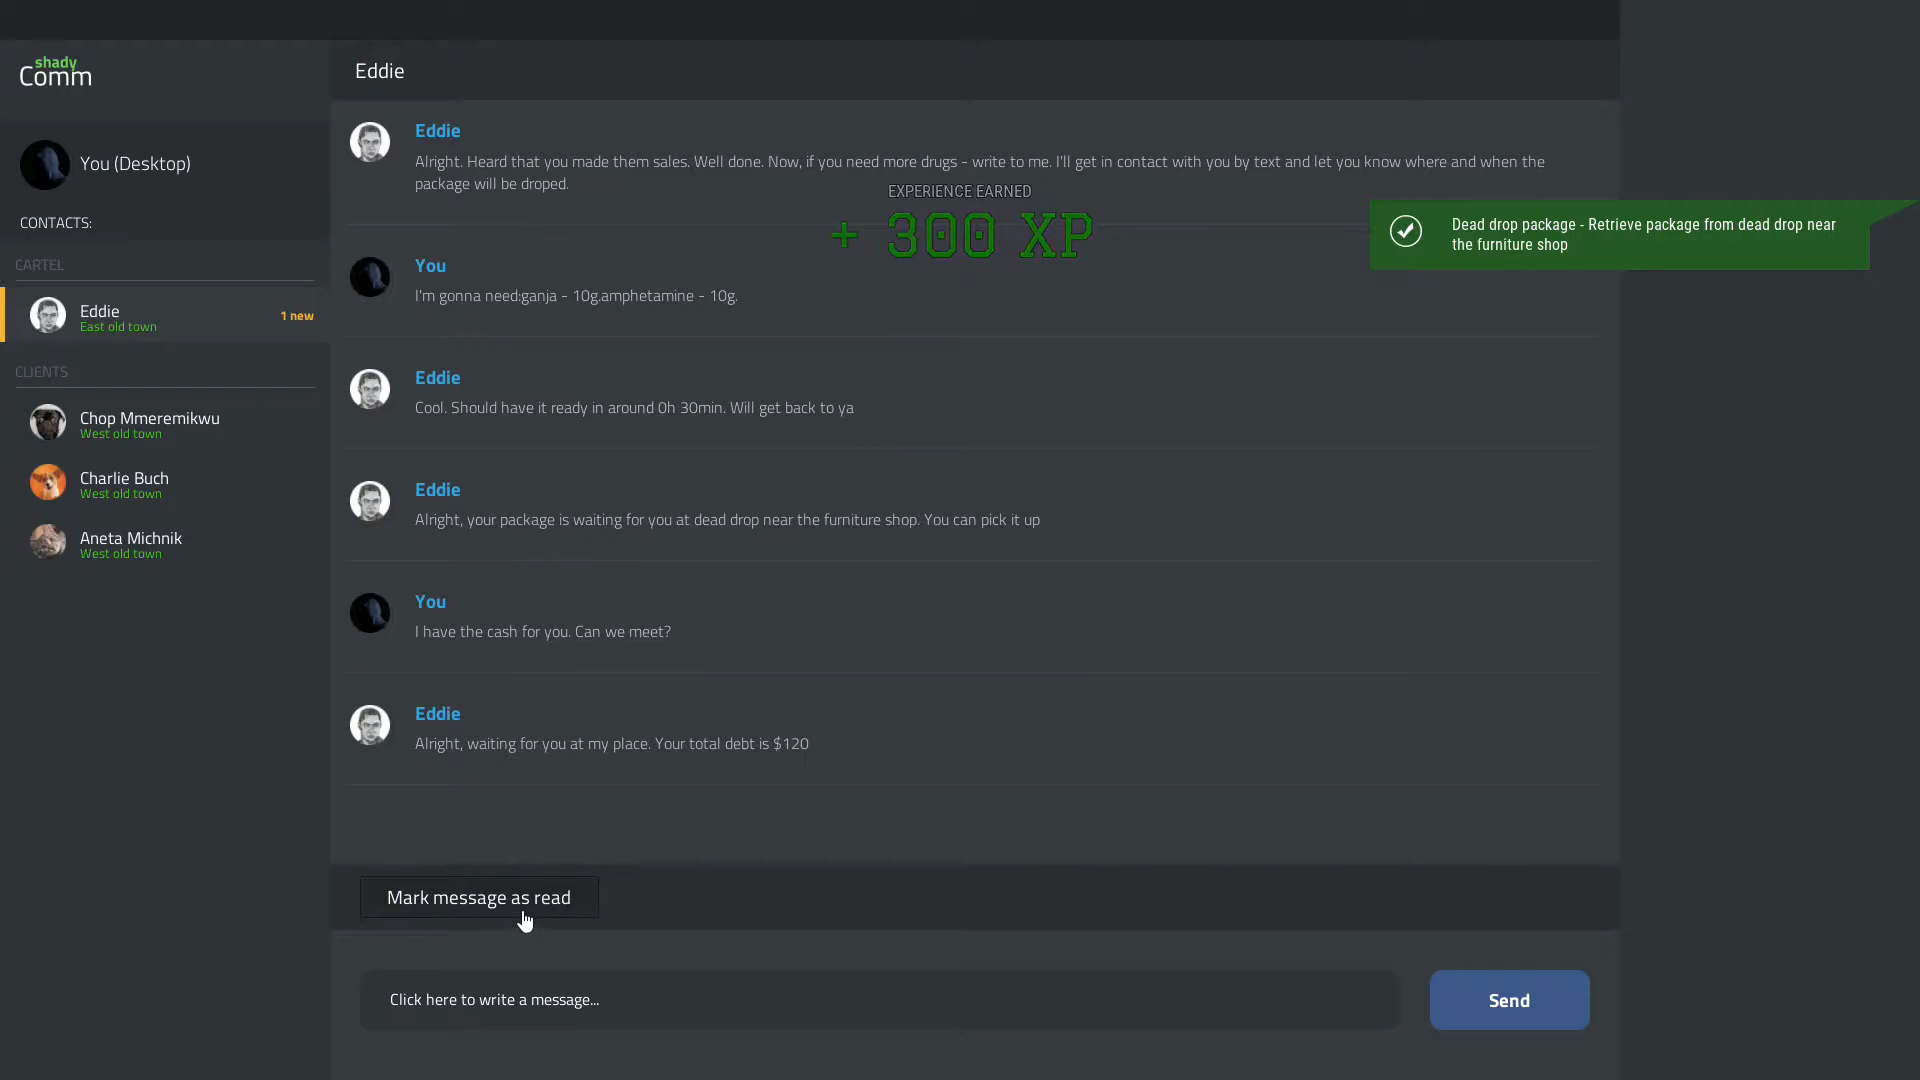 shady
Comm
You (Desktop)
CONTACTS:
CARTEL
Eddie
East old town
1 new
CLIENTS
Chop Mmeremikwu
West old town
Charlie Buch
West old town
Aneta Michnik
West old town
Eddie
Eddie
Alright. Heard that you made them sales. Well done. Now, if you need more drugs - write to me. I'll get in contact with you by text and let you know where and when the
package will be droped.
EXPERIENCE EARNED
+ 300 XP
Dead drop package - Retrieve package from dead drop near
the furniture shop
You
I'm gonna need:ganja - 10g.amphetamine - 10g.
Eddie
Cool. Should have it ready in around 0h 30min. Will get back to ya
Eddie
Alright, your package is waiting for you at dead drop near the furniture shop. You can pick it up
You
I have the cash for you. Can we meet?
Eddie
Alright, waiting for you at my place. Your total debt is $120
Mark message as read
Click here to write a message...
Send